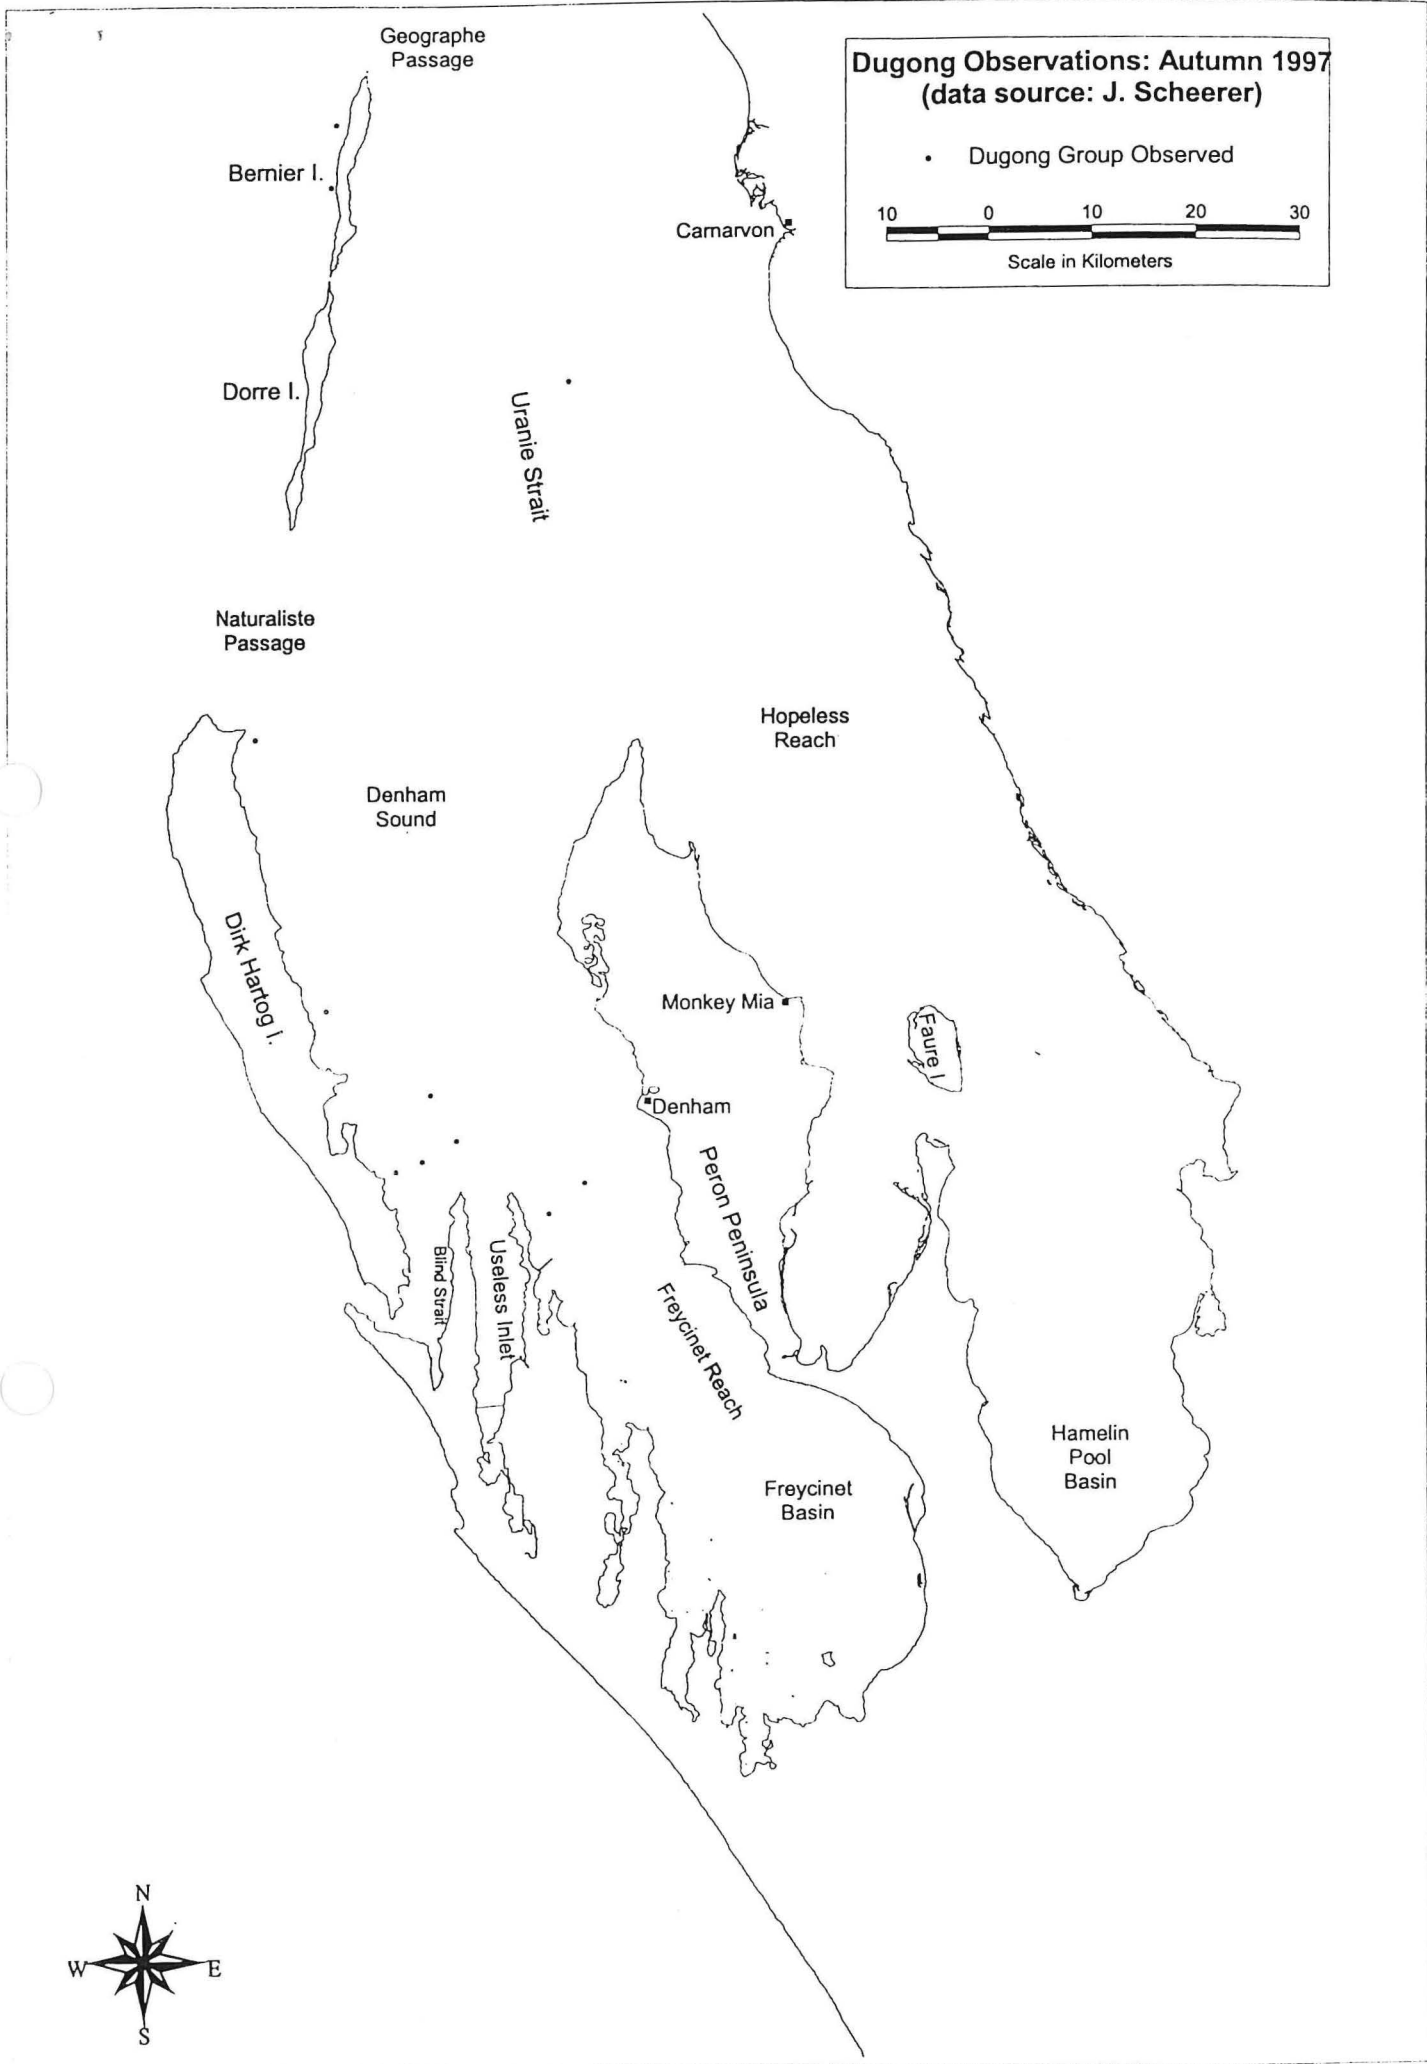 Geographe
Passage
Dugong Observations: Autumn 1997
(data source: J. Scheerer)
Dugong Group Observed
10 0 10 20 30
Scale in Kilometers
Bernier I.
Carnarvon
Dorre I.
Uranie Strait
Naturaliste
Passage
Hopeless
Reach
Denham
Sound
Dirk Hartog I.
Monkey Mia
Faure I
Denham
Peron Peninsula
Blind Strait
Useless Inlet
Freycinet Reach
Hamelin
Pool
Basin
Freycinet
Basin
N
W E
S